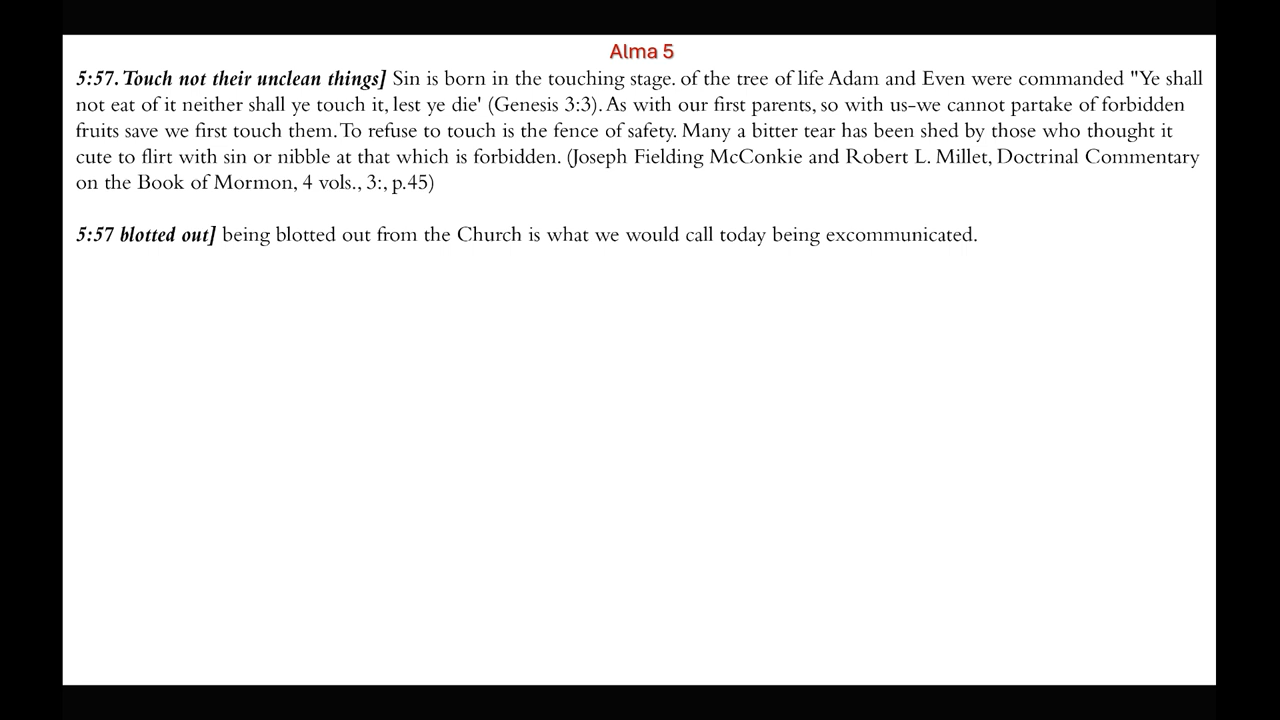 Alma 5
5:57. Touch not their unclean things] Sin is born in the touching stage. of the tree of life Adam and Even were commanded "Ye shall
not eat of it neither shall ye touch it, lest ye die' (Genesis 3:3). As with our first parents, so with us-we cannot partake of forbidden
fruits save we first touch them. To refuse to touch is the fence of safety. Many a bitter tear has been shed by those who thought it
cute to flirt with sin or nibble at that which is forbidden. (Joseph Fielding McConkie and Robert L. Millet, Doctrinal Commentary
on the Book of Mormon, 4 vols., 3:, p.45)
5:57 blotted out] being blotted out from the Church is what we would call today being excommunicated.